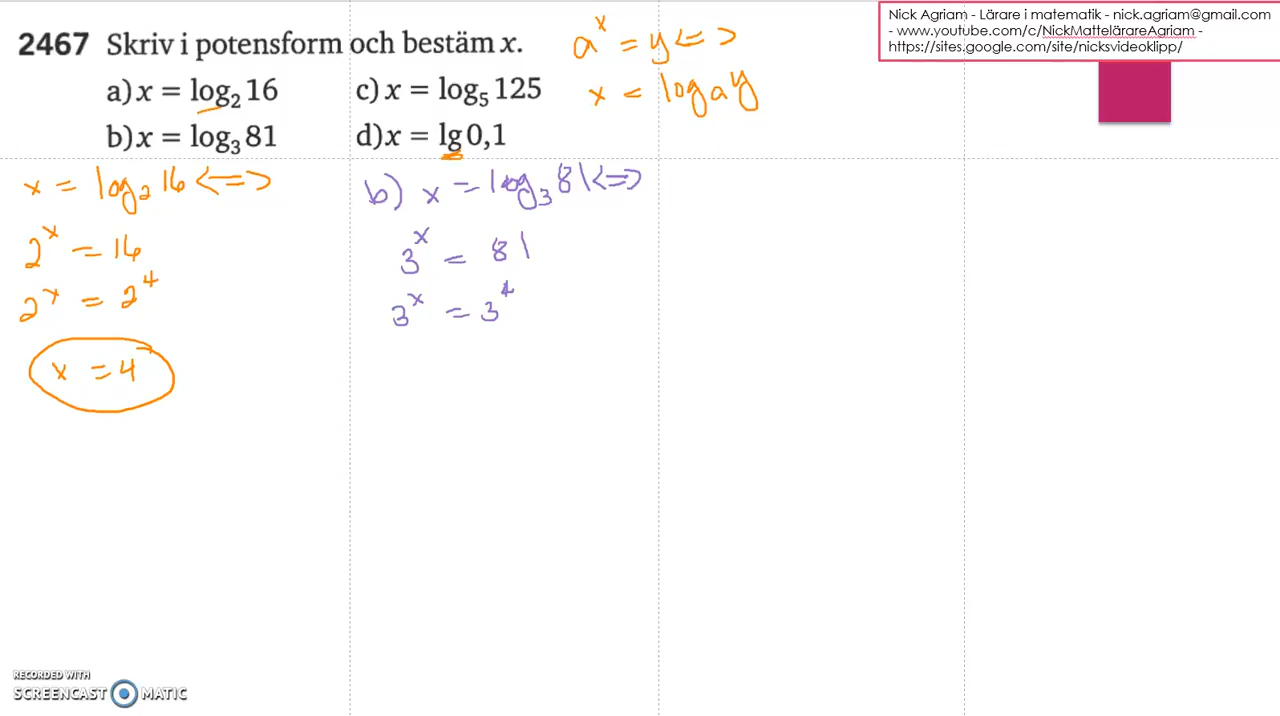 2467 Skriv i potensform och bestäm x.
a) x = log₂ 16
c) x = log₅ 125
b) x = log₃ 81
d) x = lg 0,1
aˣ = y <=>
x = logₐ y
Nick Agriam - Lärare i matematik - nick.agriam@gmail.com
- www.youtube.com/c/NickMattelärareAgriam -
https://sites.google.com/site/nicksvideoklipp/
x = log₂ 16 <=>
2ˣ = 16
2ˣ = 2⁴
x = 4
b) x = log₃ 81 <=>
3ˣ = 81
3ˣ = 3⁴
RECORDED WITH
SCREENCAST MATIC